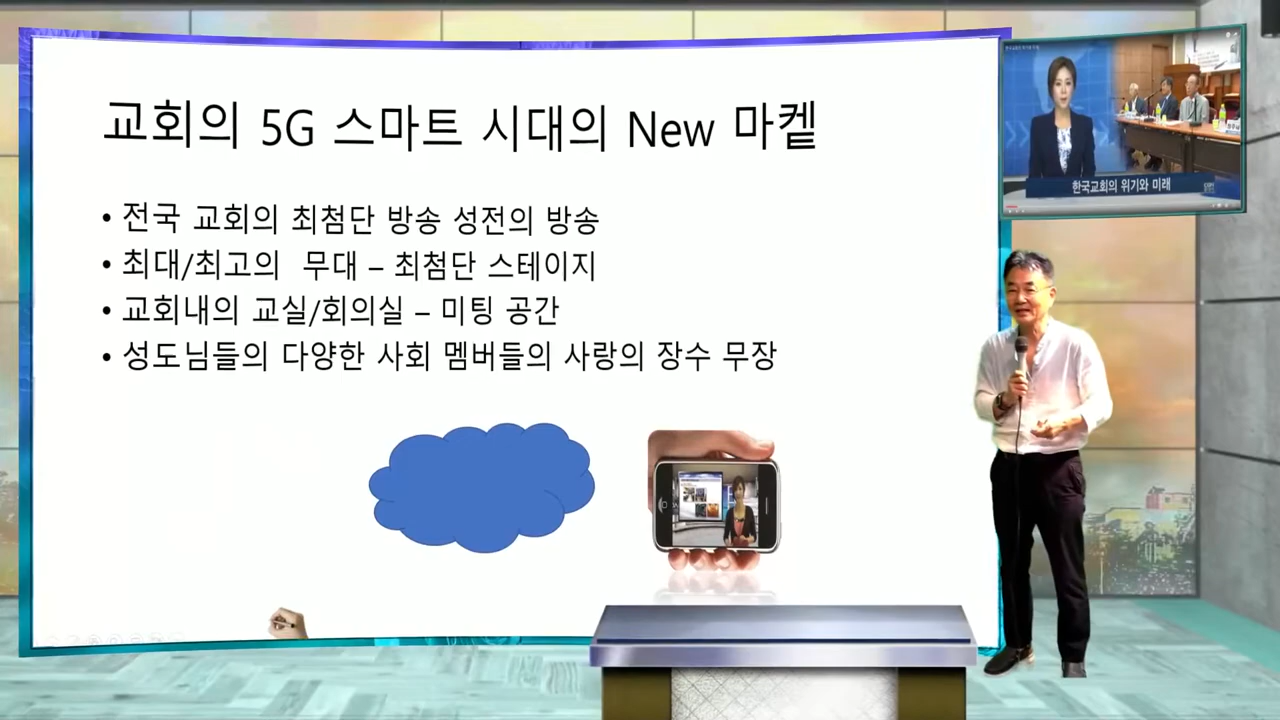 교회의 5G 스마트 시대의 New 마켙
• 전국 교회의 최첨단 방송 성전의 방송
• 최대/최고의 무대 – 최첨단 스테이지
• 교회내의 교실/회의실 – 미팅 공간
• 성도님들의 다양한 사회 멤버들의 사랑의 장수 무장
한국교회의 위기와 미래